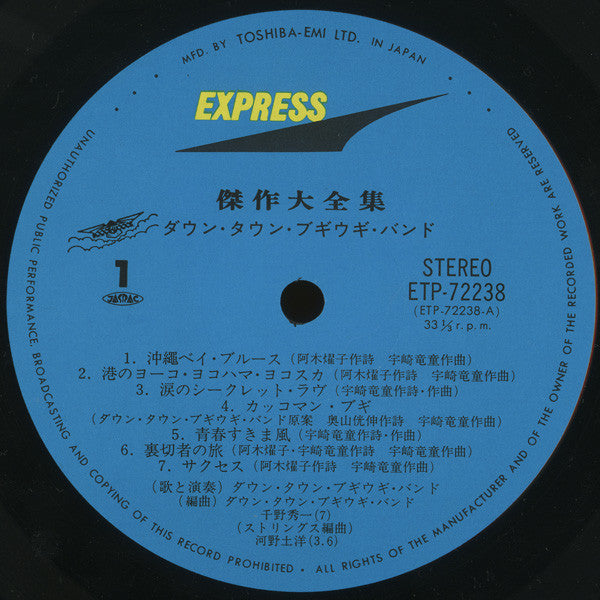 MFD. BY TOSHIBA-EMI LTD. IN JAPAN
EXPRESS
傑作大全集
ダウン・タウン・ブギウギ・バンド
1
JASRAC
STEREO
ETP-72238
(ETP-72238-A)
33⅓ r.p.m.
1. 沖縄ベイ・ブルース (阿木燿子作詩 宇崎竜童作曲)
2. 港のヨーコ・ヨコハマ・ヨコスカ (阿木燿子作詩 宇崎竜童作曲)
3. 涙のシークレット・ラヴ (宇崎竜童作詩・作曲)
4. カッコマン・ブギ
(ダウン・タウン・ブギウギ・バンド原案 奥山侊伸作詩 宇崎竜童作曲)
5. 青春すきま風 (宇崎竜童作詩・作曲)
6. 裏切者の旅 (阿木燿子・宇崎竜童作詩 宇崎竜童作曲)
7. サクセス (阿木燿子作詩 宇崎竜童作曲)
(歌と演奏) ダウン・タウン・ブギウギ・バンド
(編曲) ダウン・タウン・ブギウギ・バンド
千野秀一(7)
(ストリングス編曲)
河野土洋(3.6)
UNAUTHORIZED PUBLIC PERFORMANCE, BROADCASTING AND COPYING OF THIS RECORD PROHIBITED • ALL RIGHTS OF THE MANUFACTURER AND OF THE OWNER OF THE RECORDED WORK ARE RESERVED